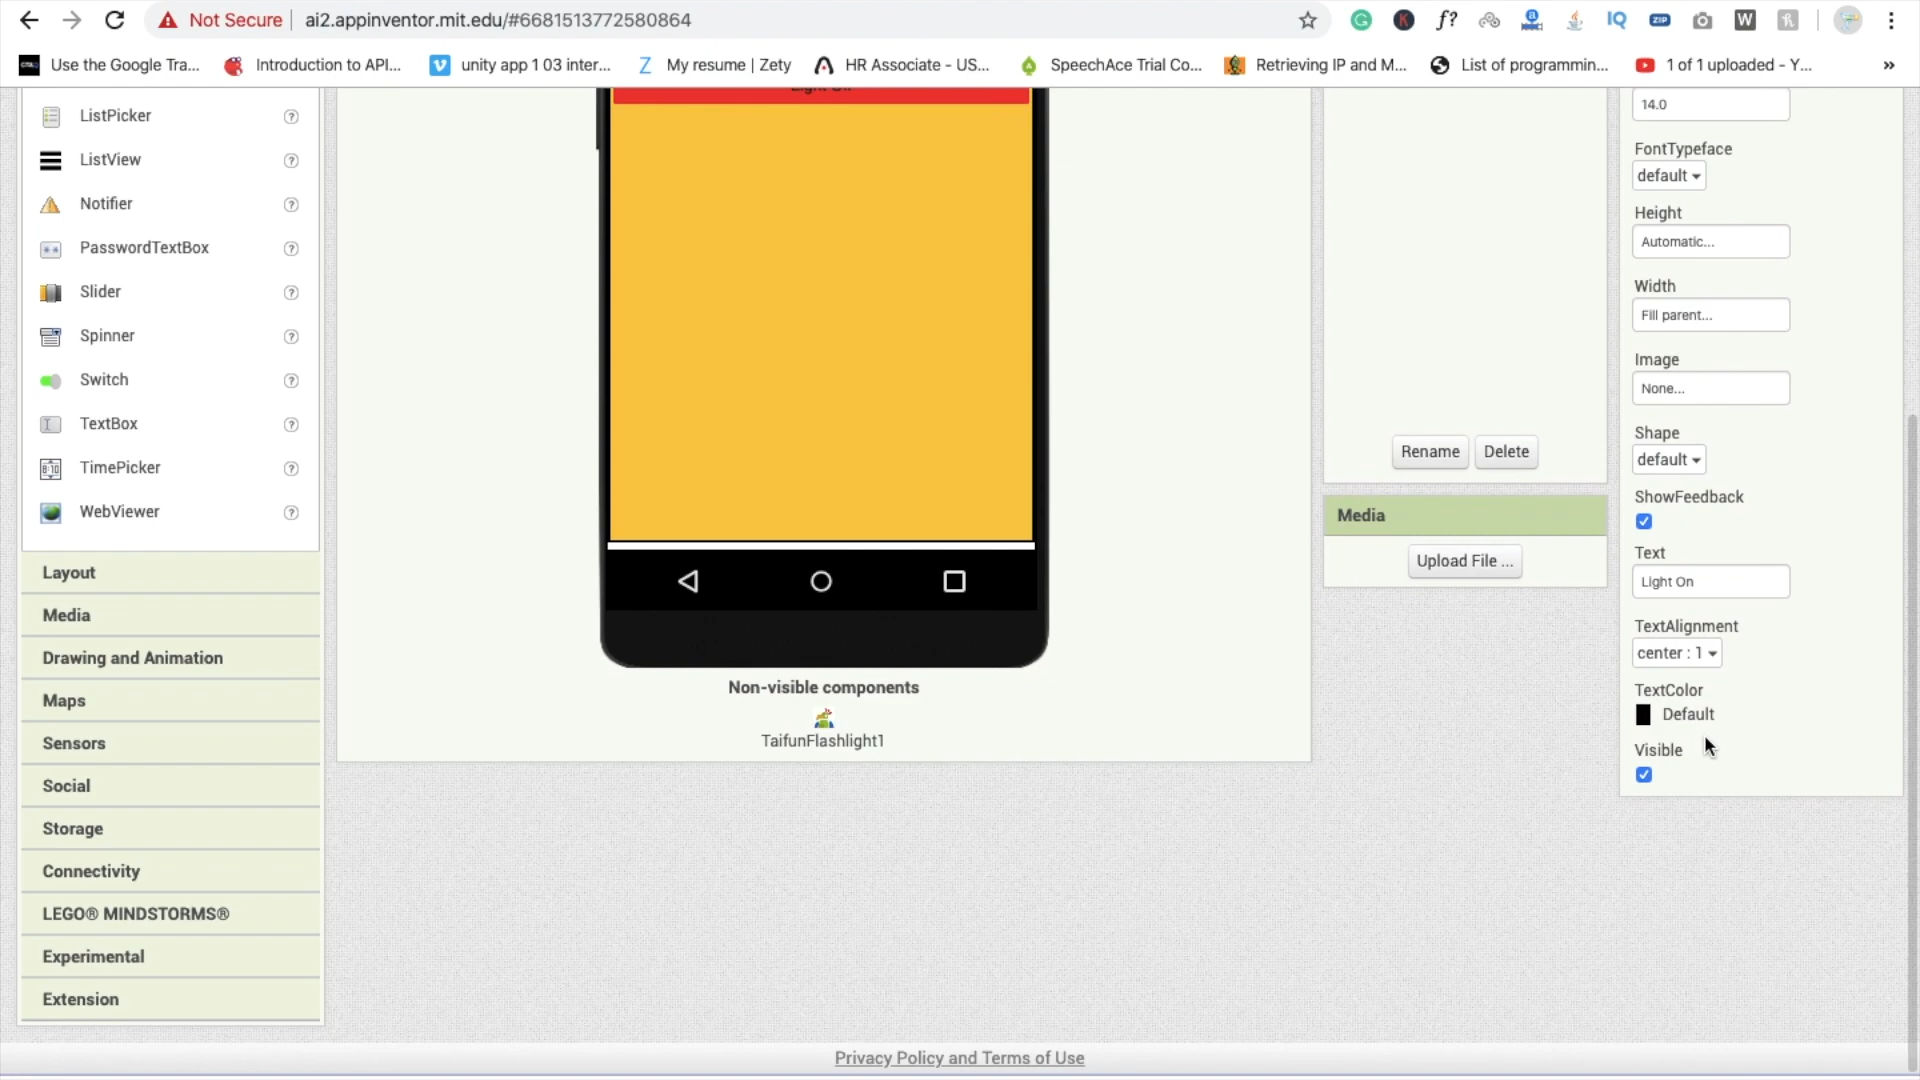 Not Secure
ai2.appinventor.mit.edu/#6681513772580864
f?
IQ
ZIP
W
Use the Google Tra...
Introduction to API...
unity app 1 03 inter...
My resume | Zety
HR Associate - US...
SpeechAce Trial Co...
Retrieving IP and M...
List of programmin...
1 of 1 uploaded - Y...
»
ListPicker
ListView
Notifier
PasswordTextBox
Slider
Spinner
Switch
TextBox
TimePicker
WebViewer
Layout
Media
Drawing and Animation
Maps
Sensors
Social
Storage
Connectivity
LEGO® MINDSTORMS®
Experimental
Extension
Non-visible components
TaifunFlashlight1
Rename
Delete
Media
Upload File ...
14.0
FontTypeface
default
Height
Automatic...
Width
Fill parent...
Image
None...
Shape
default
ShowFeedback
Text
Light On
TextAlignment
center : 1
TextColor
Default
Visible
Privacy Policy and Terms of Use